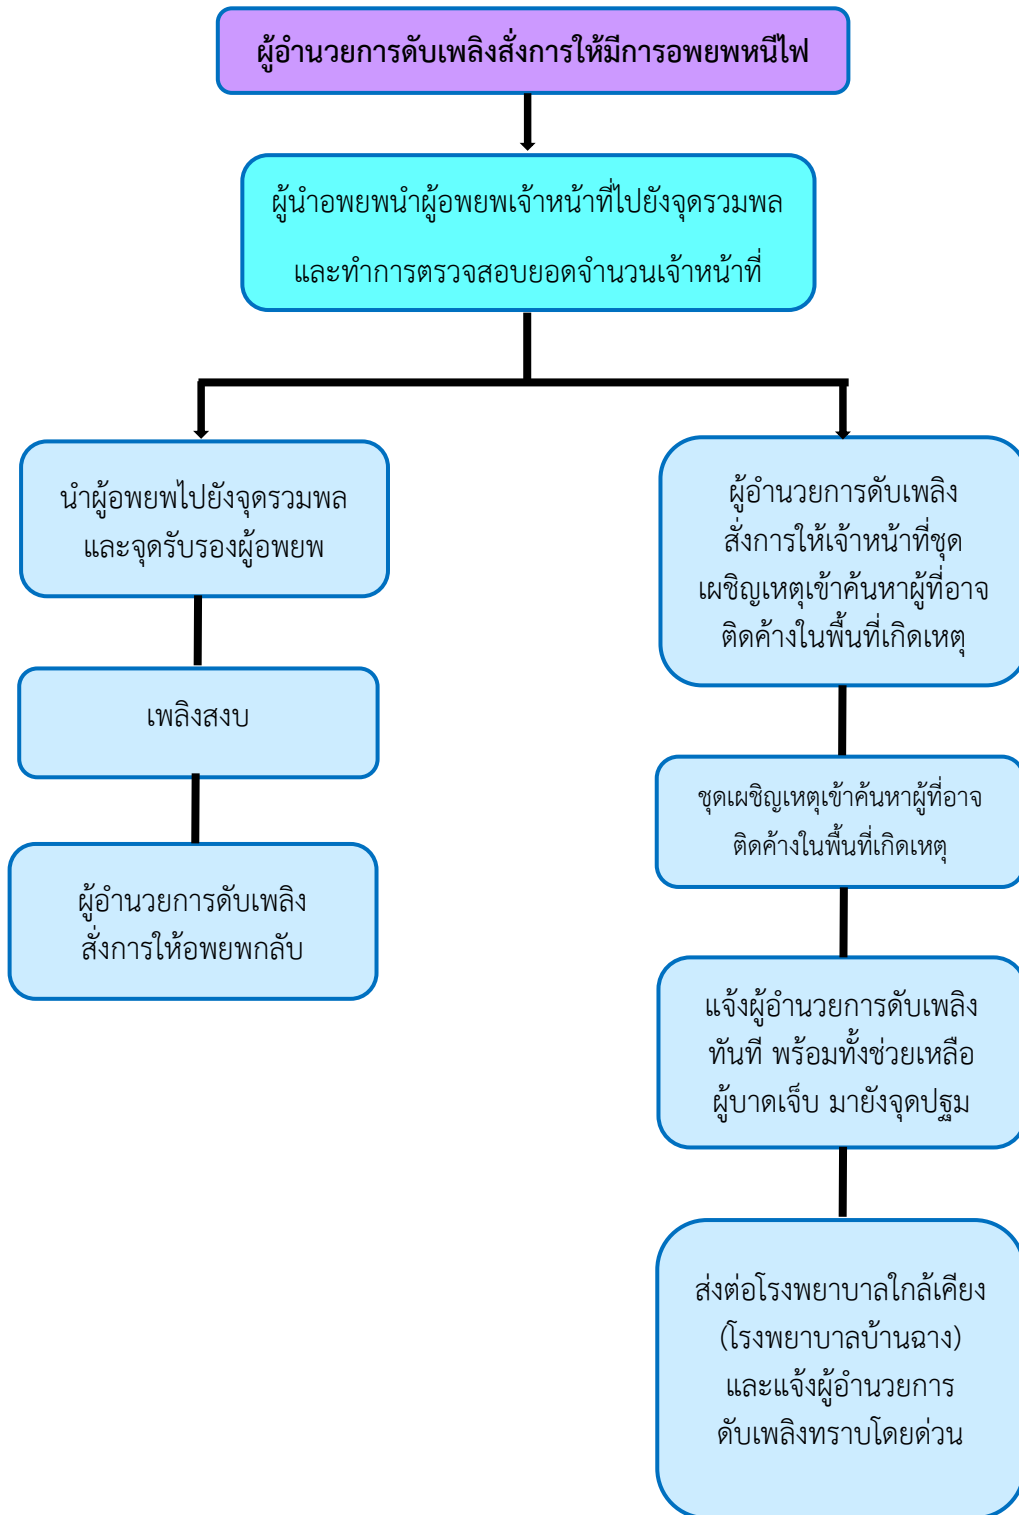 ผู้อำนวยการดับเพลิงสั่งการให้มีการอพยพหนีไฟ
ผู้นำอพยพนำผู้อพยพเจ้าหน้าที่ไปยังจุดรวมพล
และทำการตรวจสอบยอดจำนวนเจ้าหน้าที่
นำผู้อพยพไปยังจุดรวมพล
และจุดรับรองผู้อพยพ
เพลิงสงบ
ผู้อำนวยการดับเพลิง
สั่งการให้อพยพกลับ
ผู้อำนวยการดับเพลิง
สั่งการให้เจ้าหน้าที่ชุด
เผชิญเหตุเข้าค้นหาผู้ที่อาจ
ติดค้างในพื้นที่เกิดเหตุ
ชุดเผชิญเหตุเข้าค้นหาผู้ที่อาจ
ติดค้างในพื้นที่เกิดเหตุ
แจ้งผู้อำนวยการดับเพลิง
ทันที พร้อมทั้งช่วยเหลือ
ผู้บาดเจ็บ มายังจุดปฐม
ส่งต่อโรงพยาบาลใกล้เคียง
(โรงพยาบาลบ้านฉาง)
และแจ้งผู้อำนวยการ
ดับเพลิงทราบโดยด่วน